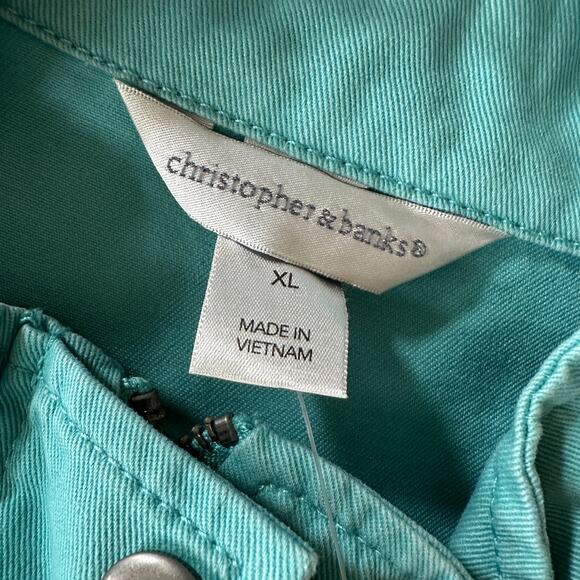 christopher & banks®
XL
MADE IN
VIETNAM